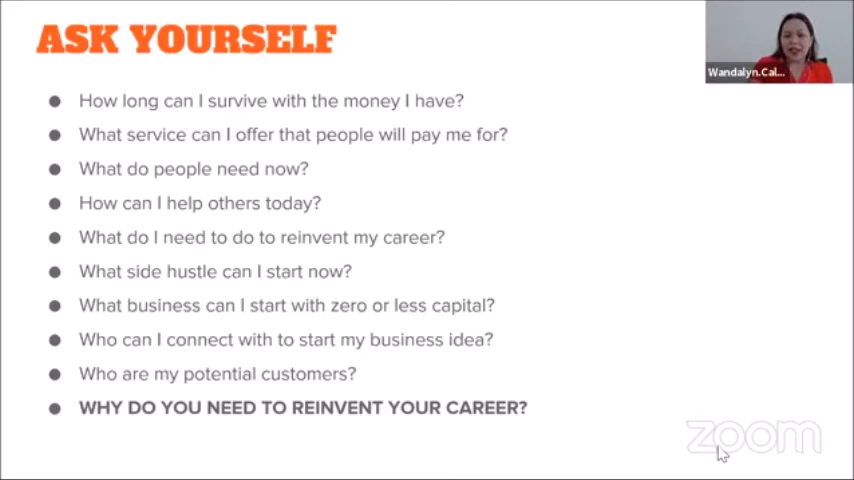 ASK YOURSELF
Wandalyn.Cal...
● How long can I survive with the money I have?
● What service can I offer that people will pay me for?
● What do people need now?
● How can I help others today?
● What do I need to do to reinvent my career?
● What side hustle can I start now?
● What business can I start with zero or less capital?
● Who can I connect with to start my business idea?
● Who are my potential customers?
● WHY DO YOU NEED TO REINVENT YOUR CAREER?
zoom